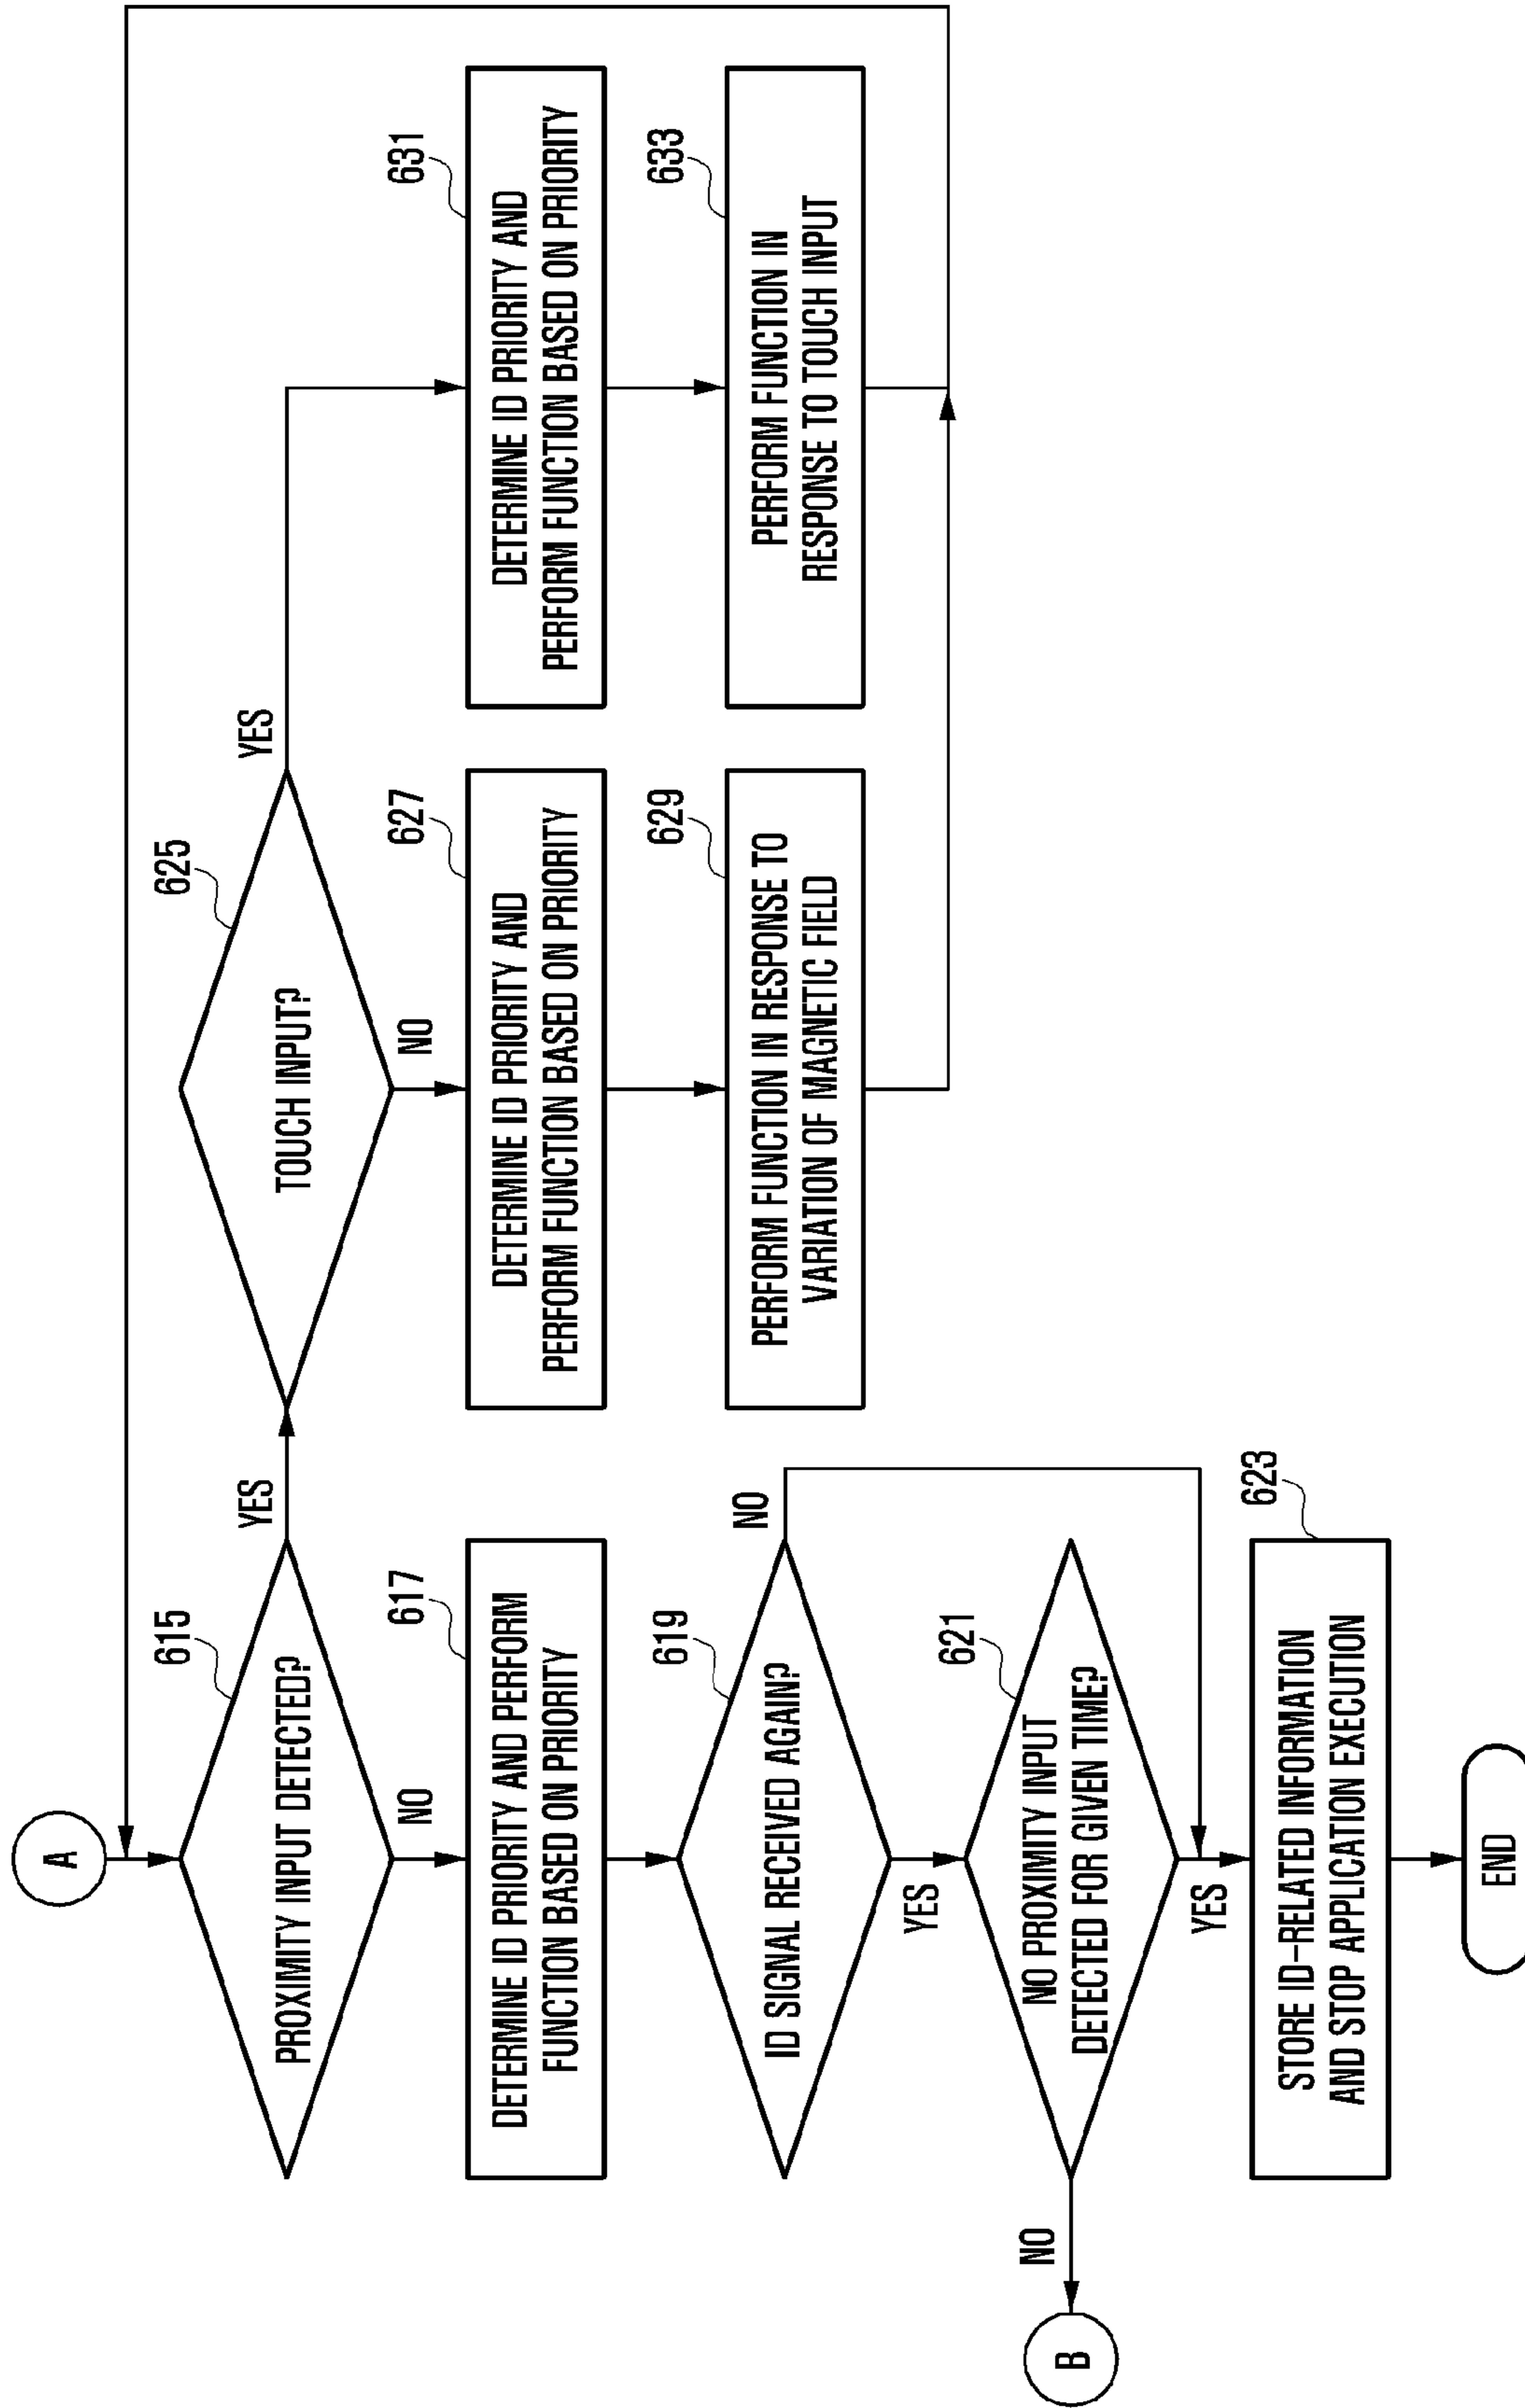 A
615
PROXIMITY INPUT DETECTED?
YES
NO
625
TOUCH INPUT?
YES
NO
617
DETERMINE ID PRIORITY AND PERFORM
FUNCTION BASED ON PRIORITY
627
DETERMINE ID PRIORITY AND
PERFORM FUNCTION BASED ON PRIORITY
631
DETERMINE ID PRIORITY AND
PERFORM FUNCTION BASED ON PRIORITY
619
ID SIGNAL RECEIVED AGAIN?
NO
YES
629
PERFORM FUNCTION IN RESPONSE TO
VARIATION OF MAGNETIC FIELD
633
PERFORM FUNCTION IN
RESPONSE TO TOUCH INPUT
621
NO PROXIMITY INPUT
DETECTED FOR GIVEN TIME?
NO
B
YES
623
STORE ID-RELATED INFORMATION
AND STOP APPLICATION EXECUTION
END